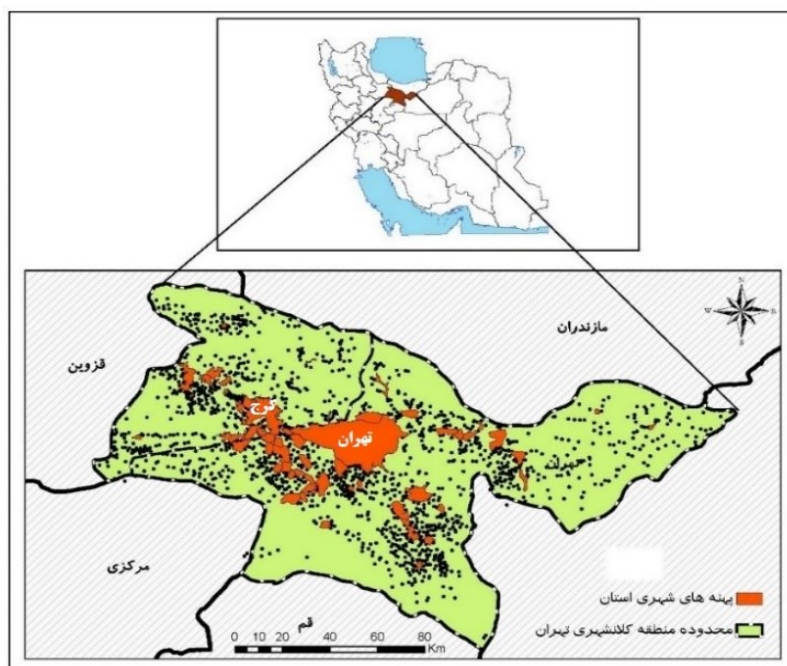 N
W
E
S
مازندران
قزوین
کرج
تهران
تهران
مرکزی
قم
پهنه های شهری استان
محدوده منطقه کلانشهری تهران
0 10 20 40 60 80
Km